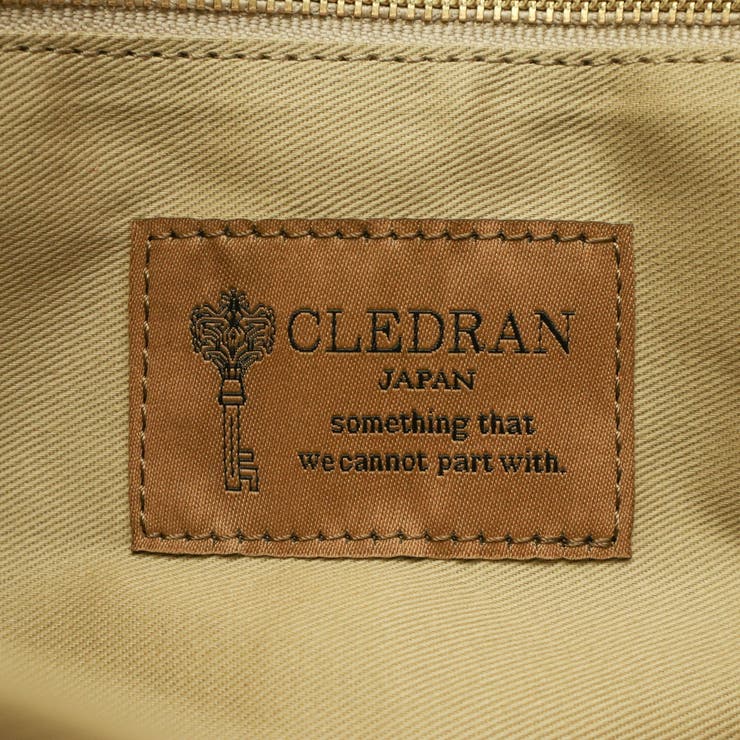 CLEDRAN
JAPAN
something that
we cannot part with.